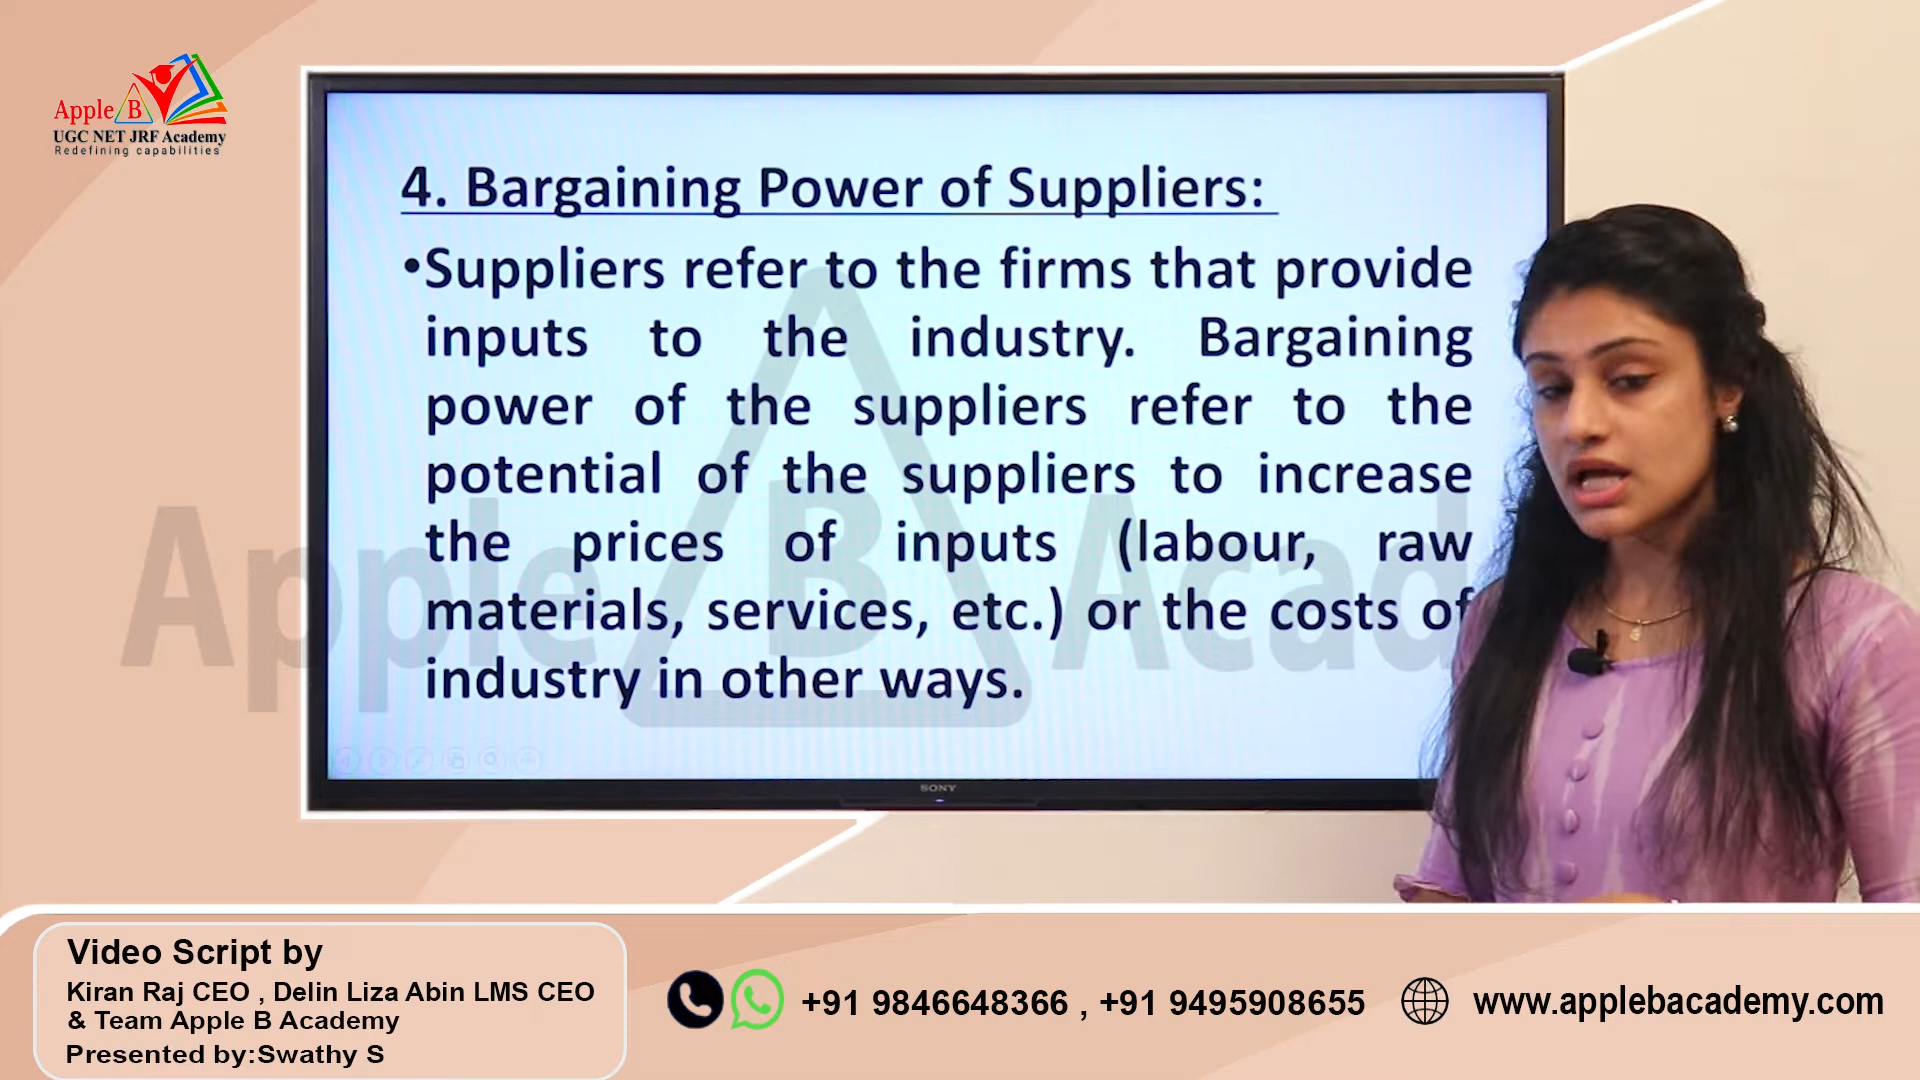 Apple B
UGC NET JRF Academy
Redefining capabilities
4. Bargaining Power of Suppliers:
•Suppliers refer to the firms that provide
inputs to the industry. Bargaining
power of the suppliers refer to the
potential of the suppliers to increase
the prices of inputs (labour, raw
materials, services, etc.) or the costs of
industry in other ways.
Apple B Acad
SONY
Video Script by
Kiran Raj CEO , Delin Liza Abin LMS CEO
& Team Apple B Academy
Presented by:Swathy S
+91 9846648366 , +91 9495908655
www.applebacademy.com